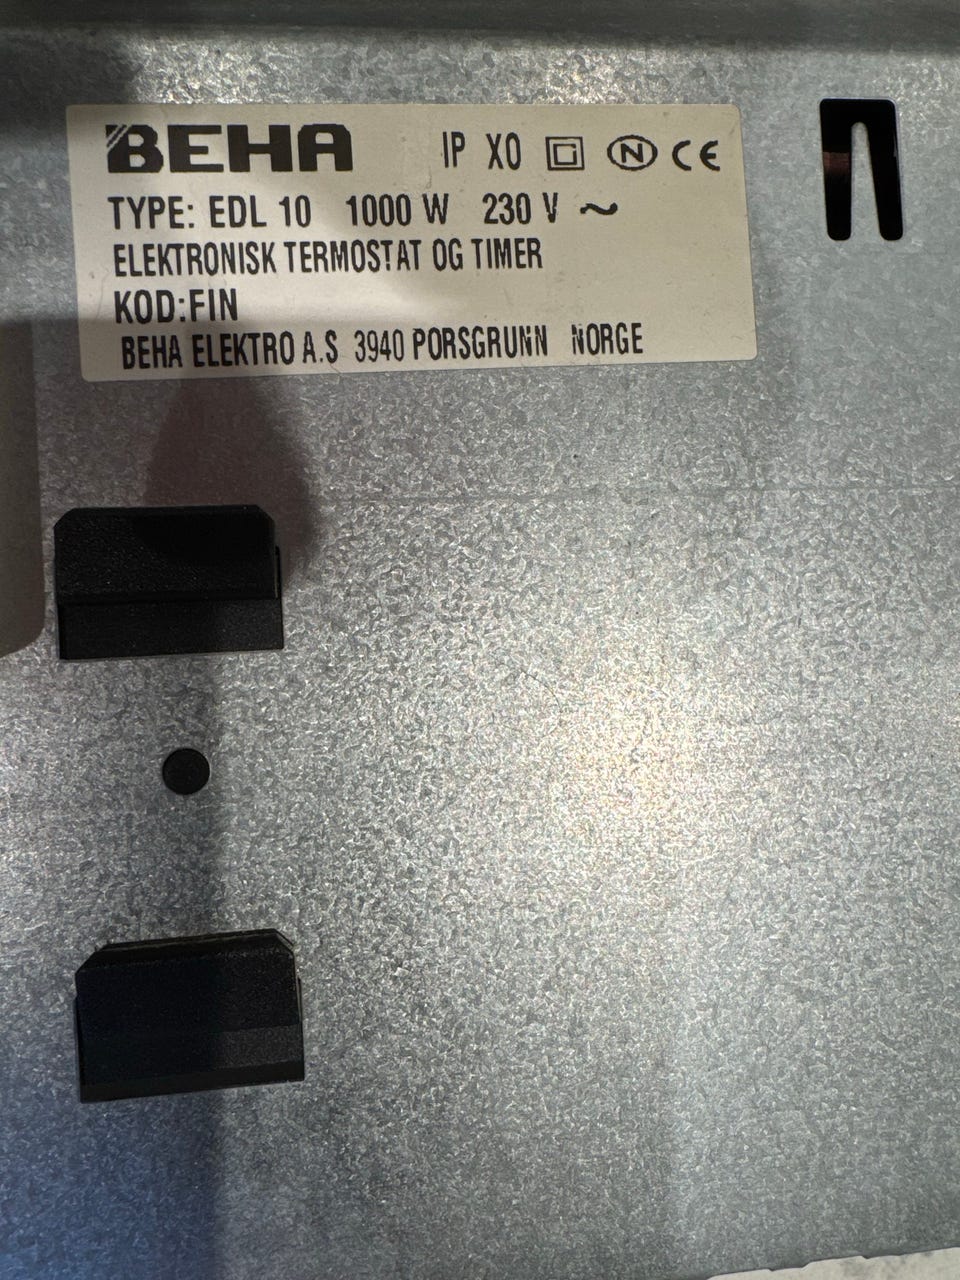 BEHA IP X0 N CE
TYPE: EDL 10 1000 W 230 V ~
ELEKTRONISK TERMOSTAT OG TIMER
KOD:FIN
BEHA ELEKTRO A.S 3940 PORSGRUNN NORGE